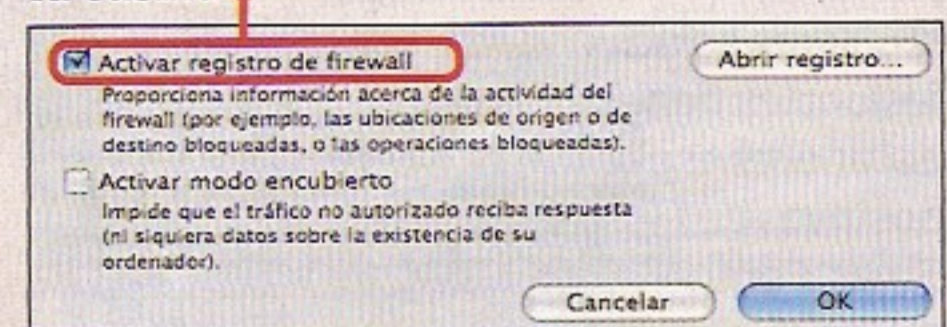 Activar registro de firewall
Abrir registro...
Proporciona información acerca de la actividad del
firewall (por ejemplo, las ubicaciones de origen o de
destino bloqueadas, o las operaciones bloqueadas).
Activar modo encubierto
Impide que el tráfico no autorizado reciba respuesta
(ni siquiera datos sobre la existencia de su
ordenador).
Cancelar
OK